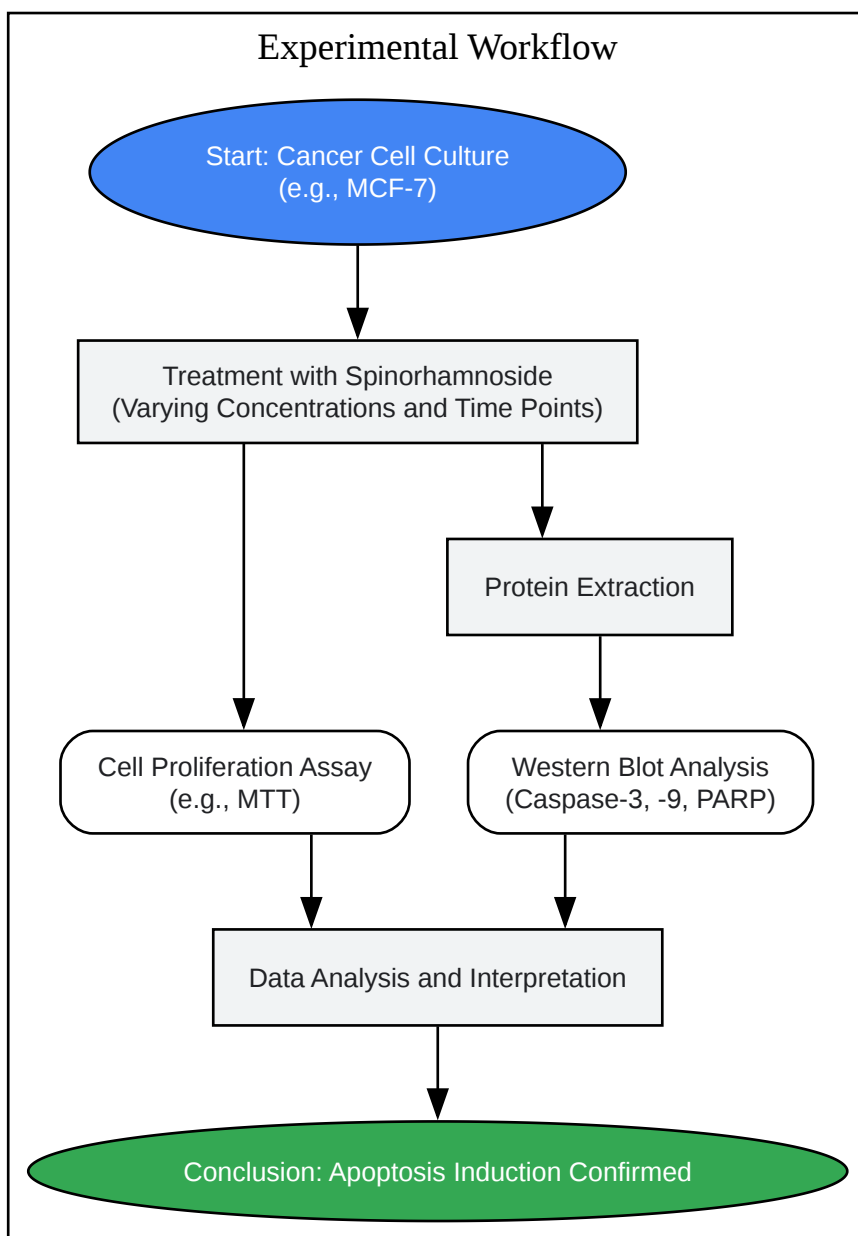 Experimental Workflow
Start: Cancer Cell Culture
(e.g., MCF-7)
Treatment with Spinorhamnoside
(Varying Concentrations and Time Points)
Protein Extraction
Cell Proliferation Assay
(e.g., MTT)
Western Blot Analysis
(Caspase-3, -9, PARP)
Data Analysis and Interpretation
Conclusion: Apoptosis Induction Confirmed